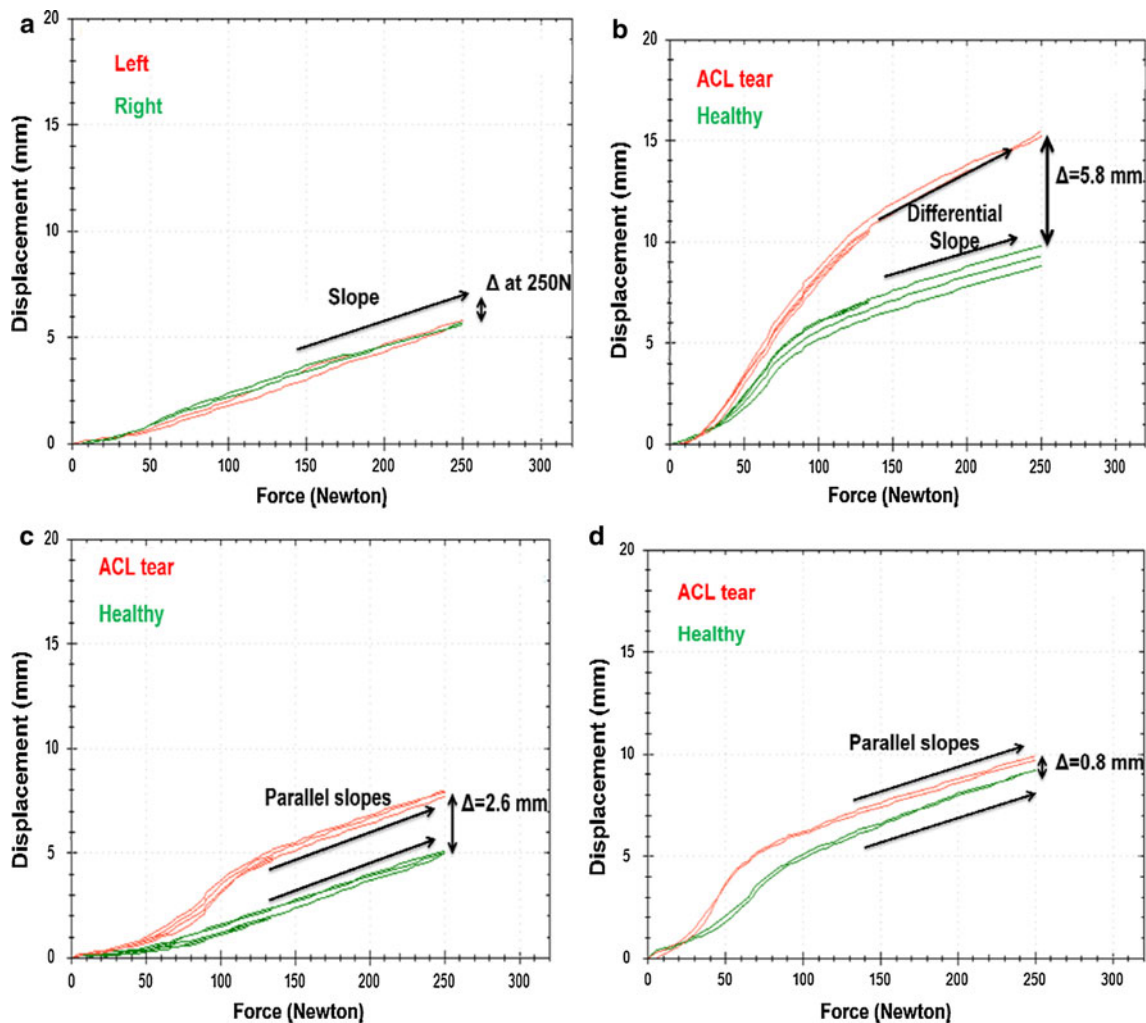 a
20
15
10
5
0
Displacement (mm)
Left
Right
Slope
Δ at 250N
0 50 100 150 200 250 300
Force (Newton)
b
20
15
10
5
0
Displacement (mm)
ACL tear
Healthy
Differential
Slope
Δ=5.8 mm
0 50 100 150 200 250 300
Force (Newton)
c
20
15
10
5
0
Displacement (mm)
ACL tear
Healthy
Parallel slopes
Δ=2.6 mm
0 50 100 150 200 250 300
Force (Newton)
d
20
15
10
5
0
Displacement (mm)
ACL tear
Healthy
Parallel slopes
Δ=0.8 mm
0 50 100 150 200 250 300
Force (Newton)